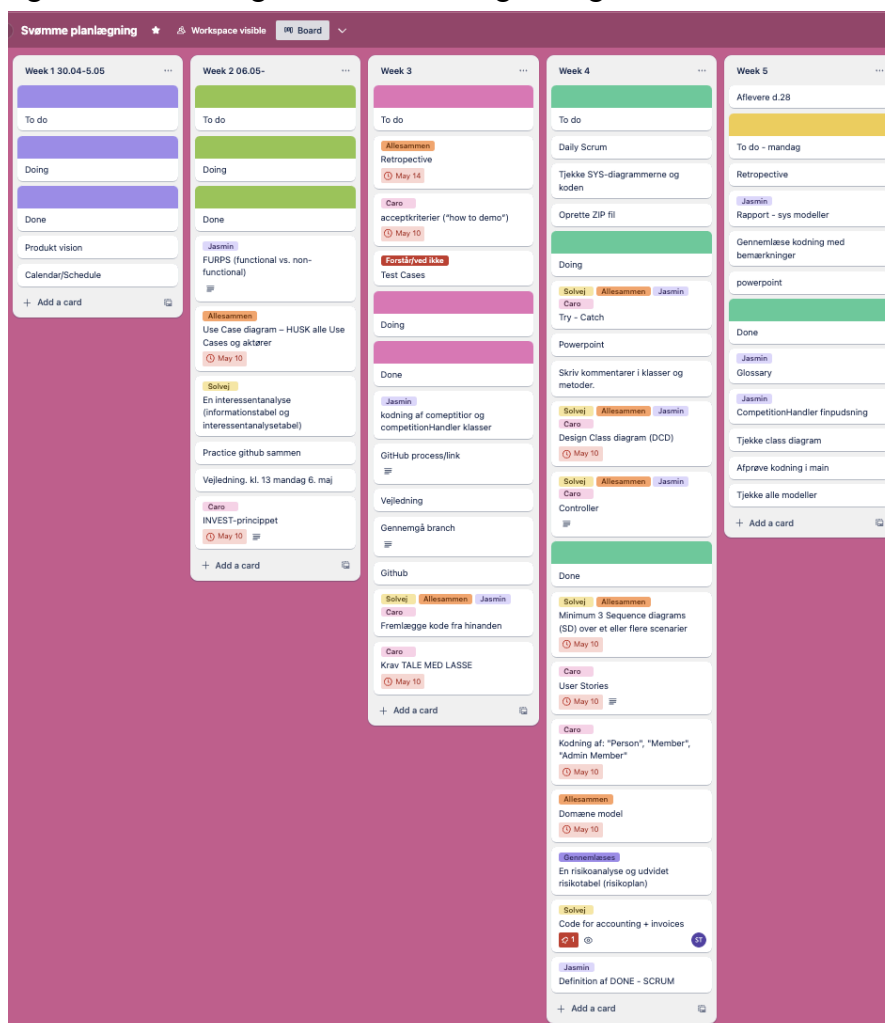 Svømme planlægning
Workspace visible
Board
Week 1 30.04-5.05
To do
Doing
Done
Produkt vision
Calendar/Schedule
+ Add a card
Week 2 06.05-
To do
Doing
Done
Jasmin
FURPS (functional vs. non-
functional)
Allesammen
Use Case diagram – HUSK alle Use
Cases og aktører
May 10
Solvej
En interessentanalyse
(informationstabel og
interessentanalysetabel)
Practice github sammen
Vejledning. kl. 13 mandag 6. maj
Caro
INVEST-princippet
May 10
+ Add a card
Week 3
To do
Allesammen
Retropective
May 14
Caro
acceptkriterier ("how to demo")
May 10
Forstår/ved ikke
Test Cases
Doing
Done
Jasmin
kodning af comeptitior og
competitionHandler klasser
GitHub process/link
Vejledning
Gennemgå branch
Github
Solvej Allesammen Jasmin
Caro
Fremlægge kode fra hinanden
Caro
Krav TALE MED LASSE
May 10
+ Add a card
Week 4
To do
Daily Scrum
Tjekke SYS-diagrammerne og
koden
Oprette ZIP fil
Doing
Solvej Allesammen Jasmin
Caro
Try - Catch
Powerpoint
Skriv kommentarer i klasser og
metoder.
Solvej Allesammen Jasmin
Caro
Design Class diagram (DCD)
May 10
Solvej Allesammen Jasmin
Caro
Controller
Done
Solvej Allesammen
Minimum 3 Sequence diagrams
(SD) over et eller flere scenarier
May 10
Caro
User Stories
May 10
Caro
Kodning af: "Person", "Member",
"Admin Member"
May 10
Allesammen
Domæne model
May 10
Gennemlæses
En risikoanalyse og udvidet
risikotabel (risikoplan)
Solvej
Code for accounting + invoices
1
ST
Jasmin
Definition af DONE - SCRUM
+ Add a card
Week 5
Aflevere d.28
To do - mandag
Retropective
Jasmin
Rapport - sys modeller
Gennemlæse kodning med
bemærkninger
powerpoint
Done
Jasmin
Glossary
Jasmin
CompetitionHandler finpudsning
Tjekke class diagram
Afprøve kodning i main
Tjekke alle modeller
+ Add a card